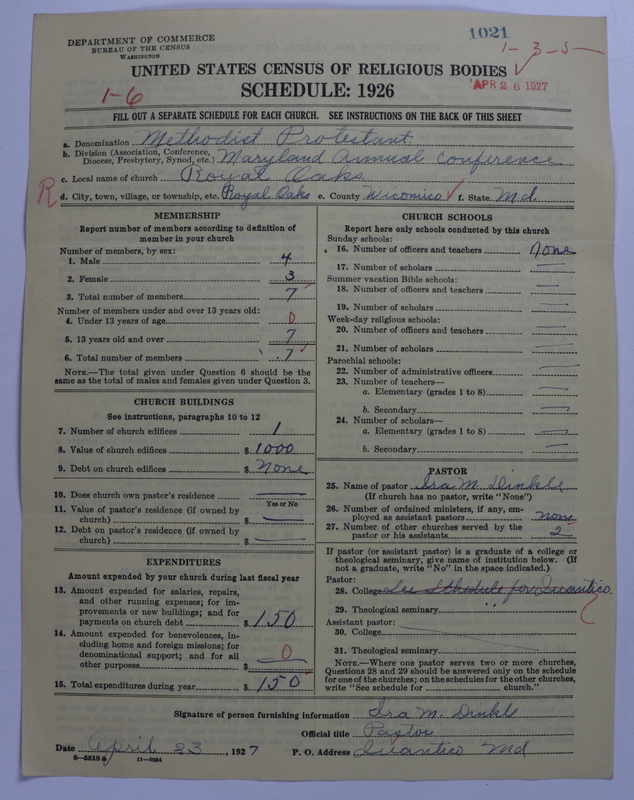 1021
DEPARTMENT OF COMMERCE
BUREAU OF THE CENSUS
WASHINGTON
1-3-5-
UNITED STATES CENSUS OF RELIGIOUS BODIES
APR 26 1927
SCHEDULE: 1926
1-6
FILL OUT A SEPARATE SCHEDULE FOR EACH CHURCH. SEE INSTRUCTIONS ON THE BACK OF THIS SHEET
a. Denomination Methodist Protestant
b. Division (Association, Conference, Diocese, Presbytery, Synod, etc.) Maryland Annual Conference
c. Local name of church Royal Oaks
R d. City, town, village, or township, etc. Royal Oaks e. County Wicomico f. State Md.
MEMBERSHIP
Report number of members according to definition of
member in your church
Number of members, by sex:
1. Male 4
2. Female 3
3. Total number of members 7
Number of members under and over 13 years old:
4. Under 13 years of age 0
5. 13 years old and over 7
6. Total number of members 7
NOTE.—The total given under Question 6 should be the
same as the total of males and females given under Question 3.
CHURCH BUILDINGS
See instructions, paragraphs 10 to 12
7. Number of church edifices 1
8. Value of church edifices $ 1000
9. Debt on church edifices $ None
10. Does church own pastor's residence
Yes or No
11. Value of pastor's residence (if owned by
church) $
12. Debt on pastor's residence (if owned by
church) $
EXPENDITURES
Amount expended by your church during last fiscal year
13. Amount expended for salaries, repairs,
and other running expenses; for im-
provements or new buildings; and for
payments on church debt $ 150
14. Amount expended for benevolences, in-
cluding home and foreign missions; for
denominational support; and for all
other purposes $ 0
15. Total expenditures during year $ 150
CHURCH SCHOOLS
Report here only schools conducted by this church
Sunday schools:
16. Number of officers and teachers None
17. Number of scholars
Summer vacation Bible schools:
18. Number of officers and teachers
19. Number of scholars
Week-day religious schools:
20. Number of officers and teachers
21. Number of scholars
Parochial schools:
22. Number of administrative officers
23. Number of teachers—
a. Elementary (grades 1 to 8)
b. Secondary
24. Number of scholars—
a. Elementary (grades 1 to 8)
b. Secondary
PASTOR
25. Name of pastor Ira M. Dinkle
(If church has no pastor, write "None")
26. Number of ordained ministers, if any, em-
ployed as assistant pastors none
27. Number of other churches served by the
pastor or his assistants 2
If pastor (or assistant pastor) is a graduate of a college or
theological seminary, give name of institution below. (If
not a graduate, write "No" in the space indicated.)
Pastor:
28. College See Schedule for Quantico.
29. Theological seminary " "
Assistant pastor:
30. College
31. Theological seminary
NOTE.—Where one pastor serves two or more churches,
Questions 28 and 29 should be answered only on the schedule
for one of the churches; on the schedules for the other churches,
write "See schedule for church."
Signature of person furnishing information Ira M. Dinkle
Official title Pastor
Date April 23, 1927 P. O. Address Quantico Md
8-5518a 11-9264